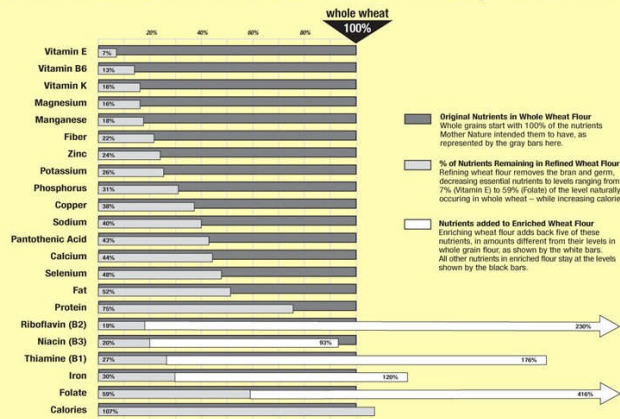 whole wheat
100%
20% 40% 60% 80%
Vitamin E 7%
Vitamin B6 13%
Vitamin K 16%
Magnesium 16%
Manganese 18%
Fiber 22%
Zinc 24%
Potassium 26%
Phosphorus 31%
Copper 38%
Sodium 40%
Pantothenic Acid 43%
Calcium 44%
Selenium 48%
Fat 52%
Protein 76%
Riboflavin (B2) 18% 230%
Niacin (B3) 20% 93%
Thiamine (B1) 27% 176%
Iron 30% 120%
Folate 59% 416%
Calories 107%
Original Nutrients in Whole Wheat Flour
Whole grains start with 100% of the nutrients
Mother Nature intended them to have, as
represented by the gray bars here.
% of Nutrients Remaining in Refined Wheat Flour
Refining wheat flour removes the bran and germ,
decreasing essential nutrients to levels ranging from
7% (Vitamin E) to 59% (Folate) of the level naturally
occuring in whole wheat – while increasing calorie
Nutrients added to Enriched Wheat Flour
Enriching wheat flour adds back five of these
nutrients, in amounts different from their levels in
whole grain flour, as shown by the white bars.
All other nutrients in enriched flour stay at the levels
shown by the black bars.